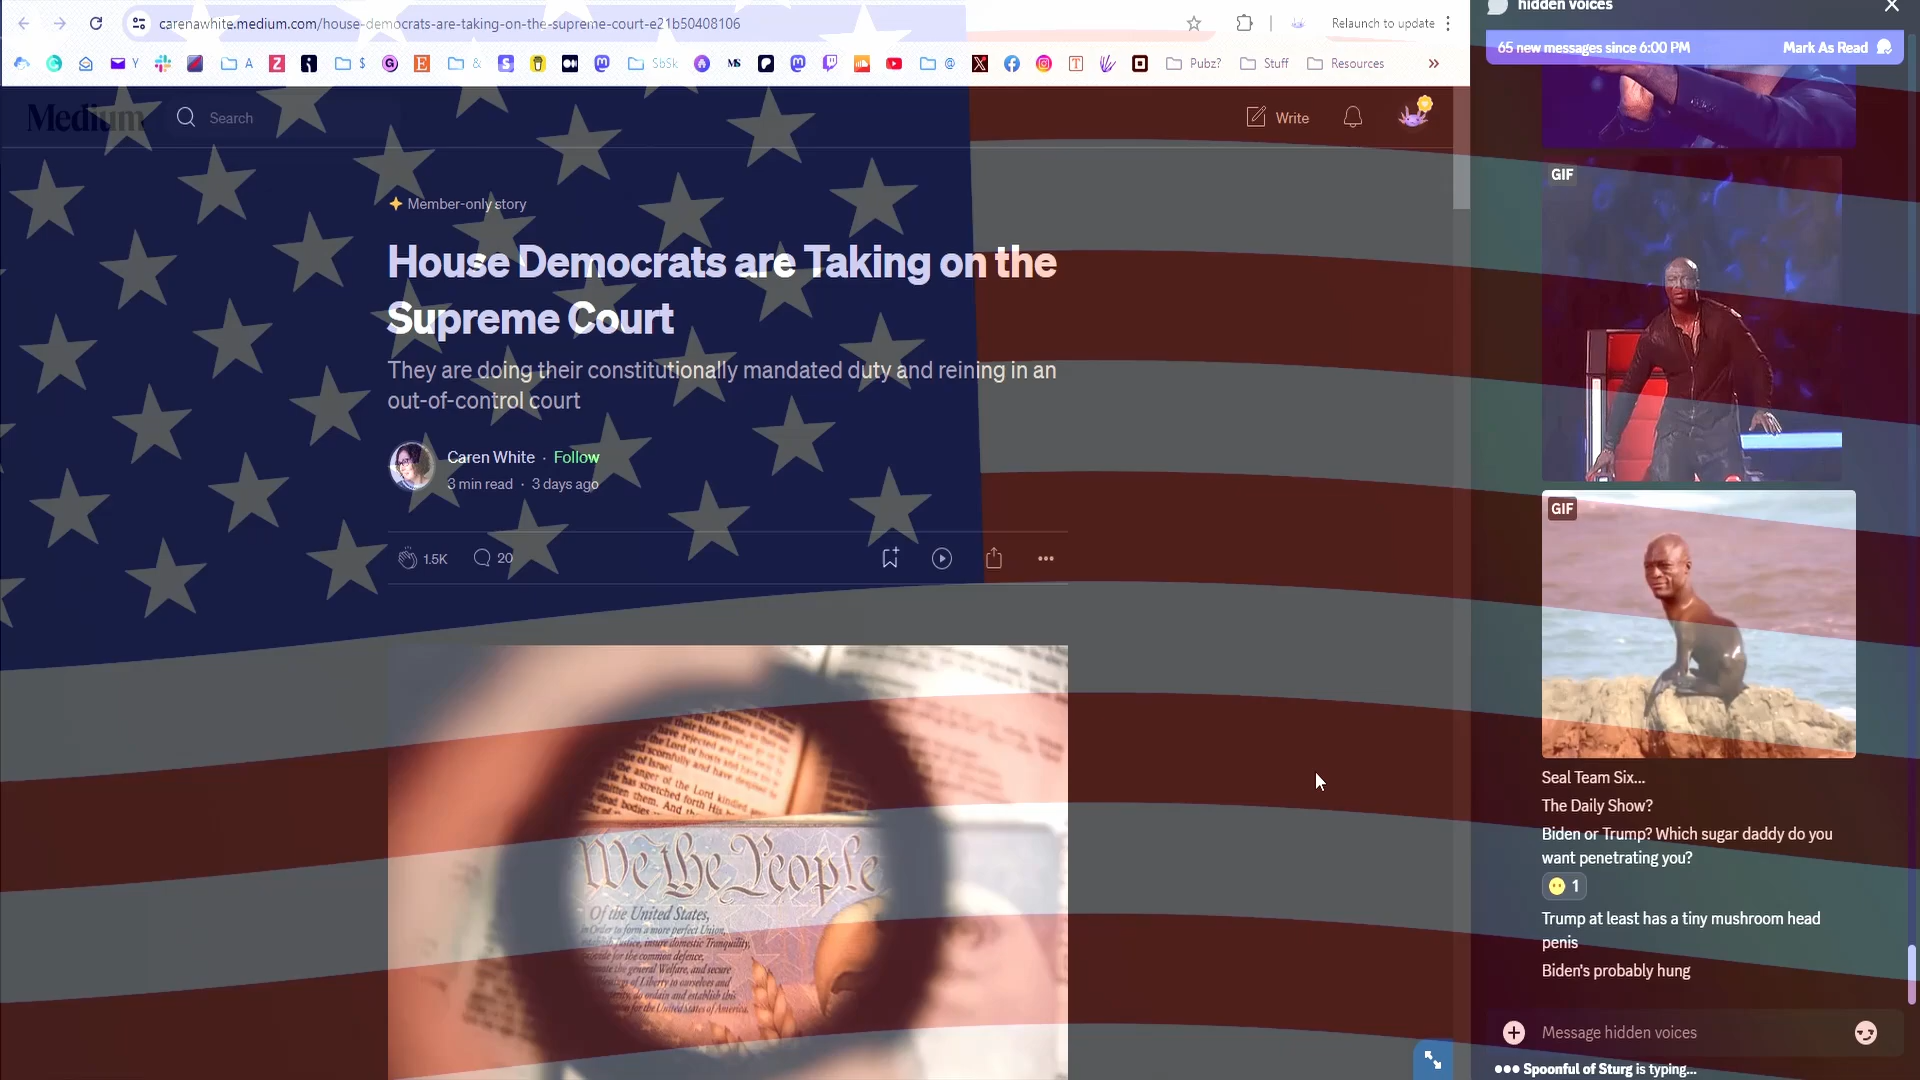 carenawhite.medium.com/house-democrats-are-taking-on-the-supreme-court-e21b50408106
Relaunch to update
Y
A
$
&
SbSk
@
Pubz?
Stuff
Resources
Medium
Search
Write
Member-only story
House Democrats are Taking on the
Supreme Court
They are doing their constitutionally mandated duty and reining in an
out-of-control court
Caren White · Follow
3 min read · 3 days ago
1.5K
20
We the People
Of the United States,
hidden voices
65 new messages since 6:00 PM
Mark As Read
GIF
GIF
Seal Team Six...
The Daily Show?
Biden or Trump? Which sugar daddy do you
want penetrating you?
1
Trump at least has a tiny mushroom head
penis
Biden's probably hung
Message hidden voices
Spoonful of Sturg is typing...